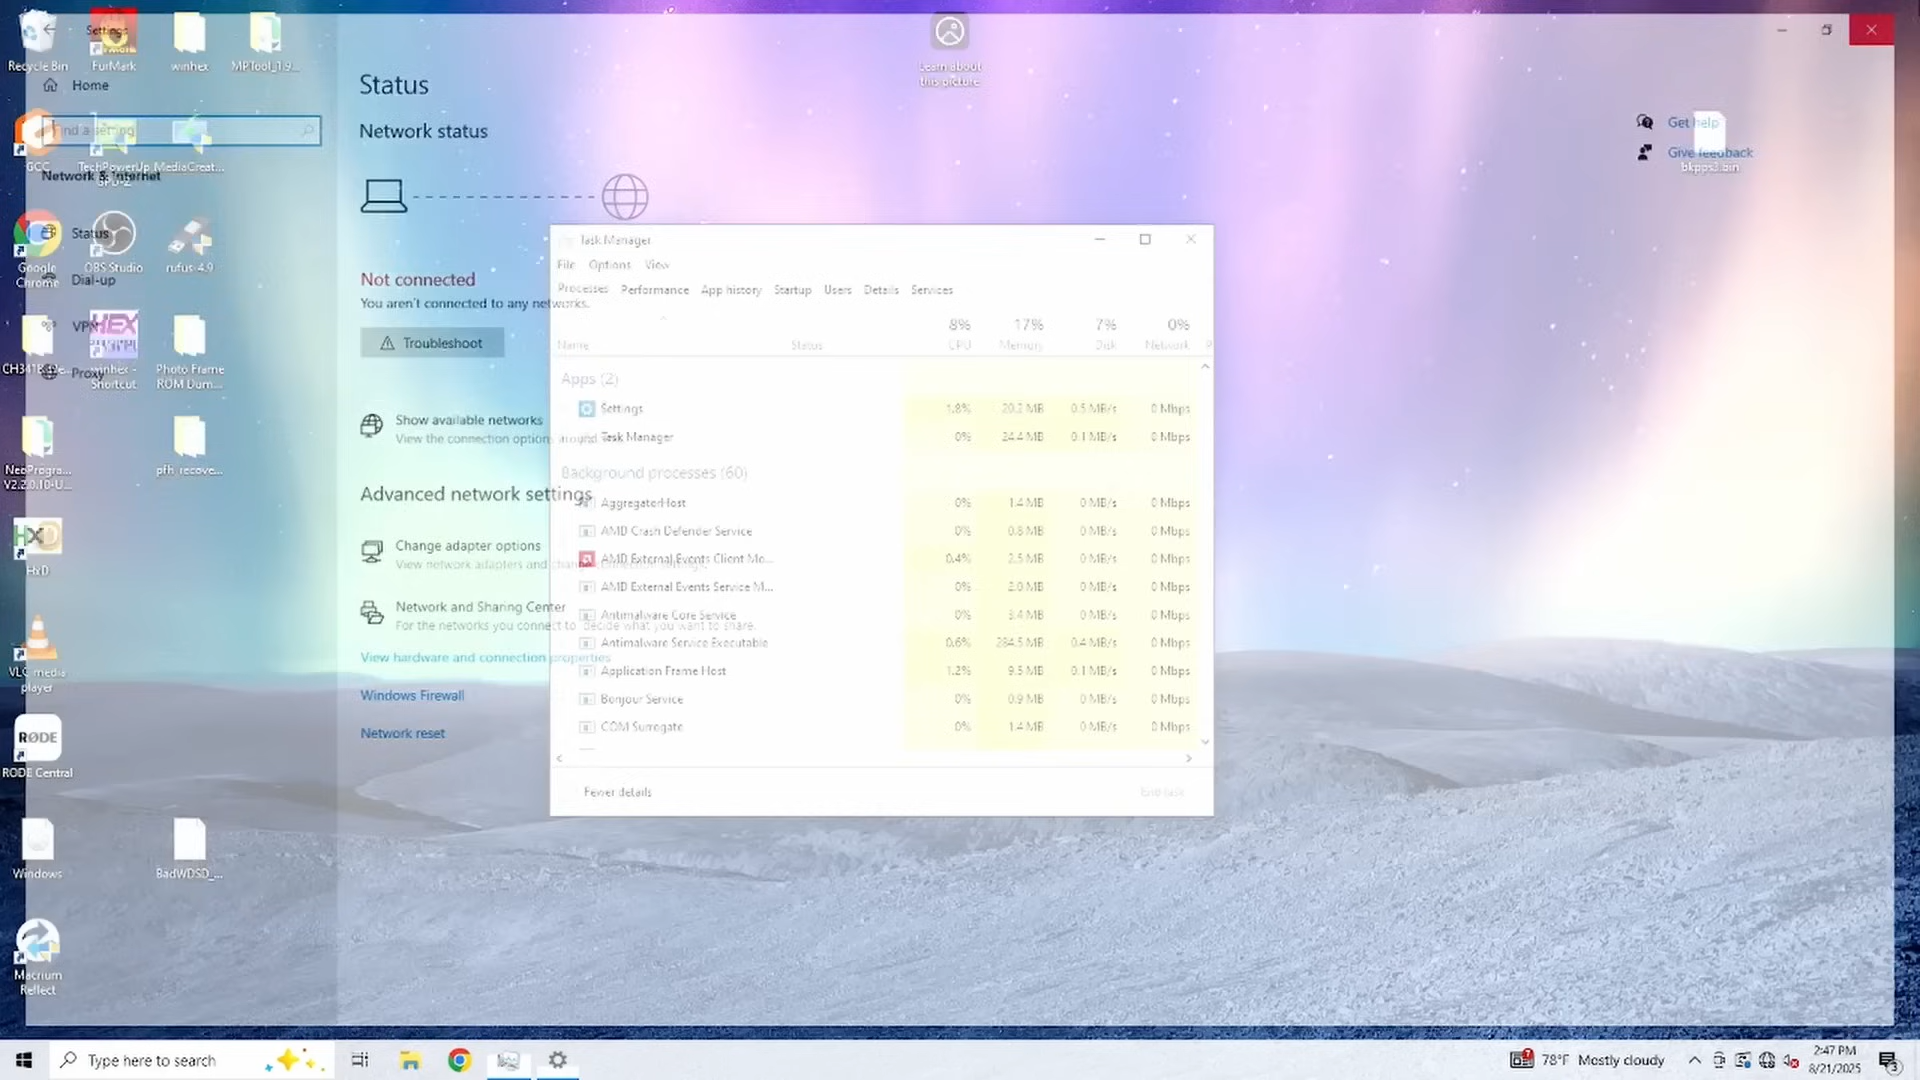 Settings
Home
Find a setting
Network & Internet
Status
Dial-up
VPN
Proxy
Recycle Bin
FurMark
winhex
MPTool_1.9...
GCC
TechPowerUp
MediaCreat...
Google
Chrome
OBS Studio
rufus-4.9
CH341B
winhex -
Shortcut
Photo Frame
ROM Dum...
NeoProgra...
V2.2.0.10-U...
pfh_recove...
HxD
VLC media
player
RØDE
RODE Central
Windows
BadWDSD_...
Macrium
Reflect
Learn about
this picture
bkpps3.bin
Status
Network status
Not connected
You aren't connected to any networks.
Troubleshoot
Show available networks
View the connection options around
Advanced network settings
Change adapter options
View network adapters and change connection settings.
Network and Sharing Center
For the networks you connect to, decide what you want to share.
View hardware and connection properties
Windows Firewall
Network reset
Get help
Give feedback
Task Manager
File Options View
Processes Performance App history Startup Users Details Services
8% 17% 7% 0%
Name Status CPU Memory Disk Network P
Apps (2)
Settings 1.8% 20.2 MB 0.5 MB/s 0 Mbps
Task Manager 0% 24.4 MB 0.1 MB/s 0 Mbps
Background processes (60)
AggregatorHost 0% 1.4 MB 0 MB/s 0 Mbps
AMD Crash Defender Service 0% 0.8 MB 0 MB/s 0 Mbps
AMD External Events Client Mo... 0.4% 2.5 MB 0 MB/s 0 Mbps
AMD External Events Service M... 0% 2.0 MB 0 MB/s 0 Mbps
Antimalware Core Service 0% 3.4 MB 0 MB/s 0 Mbps
Antimalware Service Executable 0.6% 284.5 MB 0.4 MB/s 0 Mbps
Application Frame Host 1.2% 9.5 MB 0.1 MB/s 0 Mbps
Bonjour Service 0% 0.9 MB 0 MB/s 0 Mbps
COM Surrogate 0% 1.4 MB 0 MB/s 0 Mbps
Fewer details
End task
Type here to search
78°F Mostly cloudy
2:47 PM
8/21/2025
3